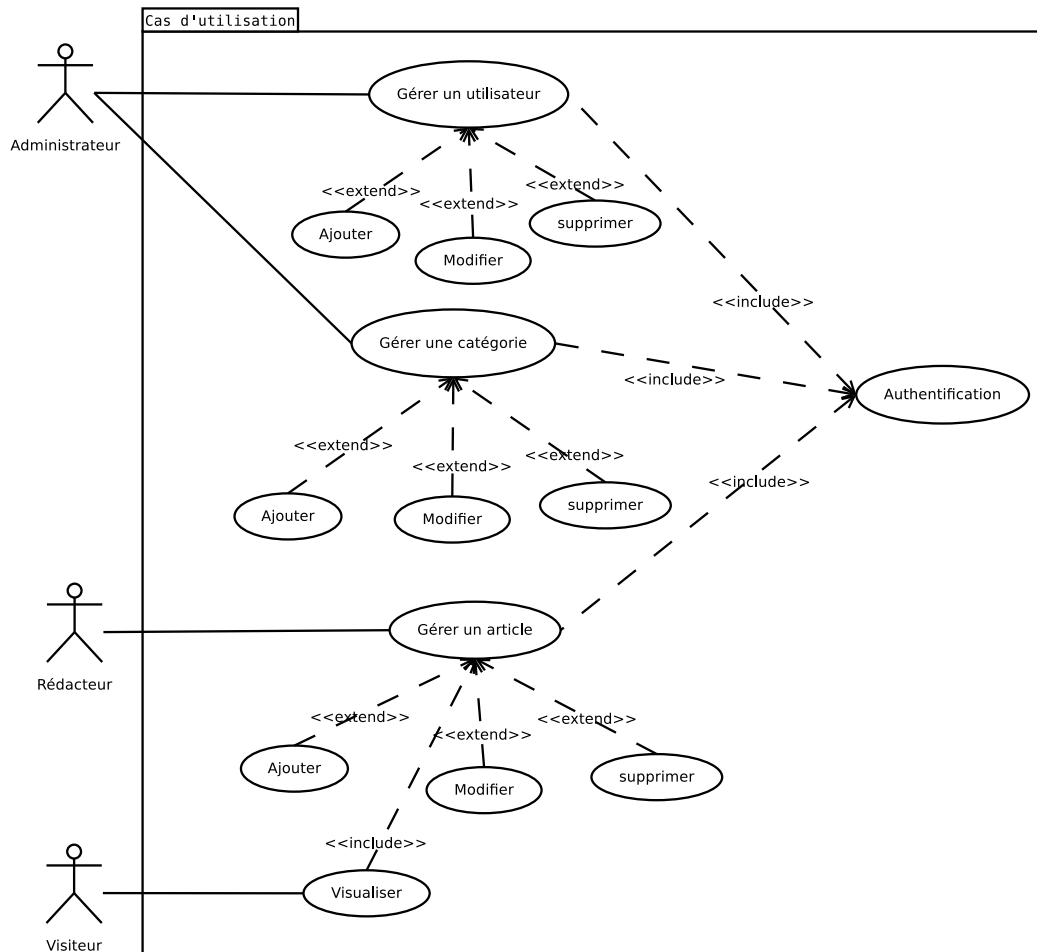 Cas d'utilisation
Gérer un utilisateur
Administrateur
<<extend>>
<<extend>>
<<extend>>
Ajouter
supprimer
Modifier
<<include>>
Gérer une catégorie
<<include>>
Authentification
<<extend>>
<<extend>>
<<extend>>
<<include>>
Ajouter
Modifier
supprimer
Gérer un article
Rédacteur
<<extend>>
<<extend>>
<<extend>>
Ajouter
Modifier
supprimer
<<include>>
Visualiser
Visiteur